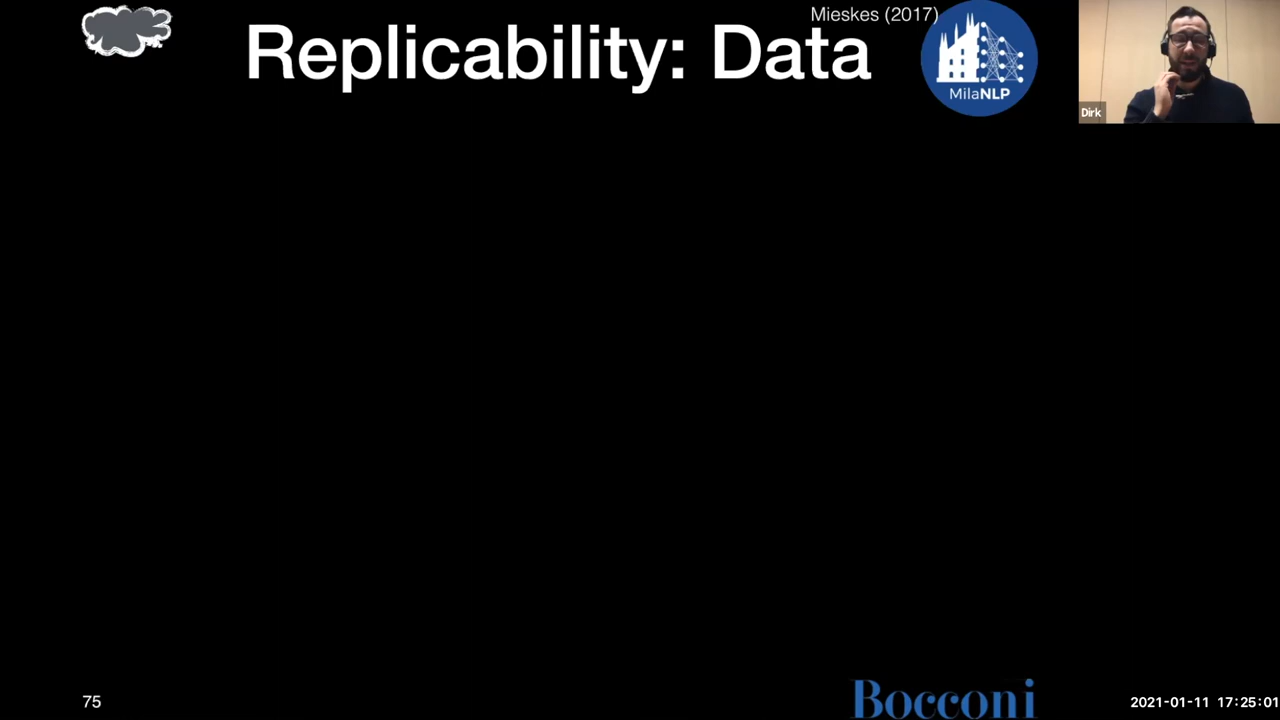 Mieskes (2017)
Replicability: Data
MilaNLP
Dirk
75
Bocconi
2021-01-11 17:25:01